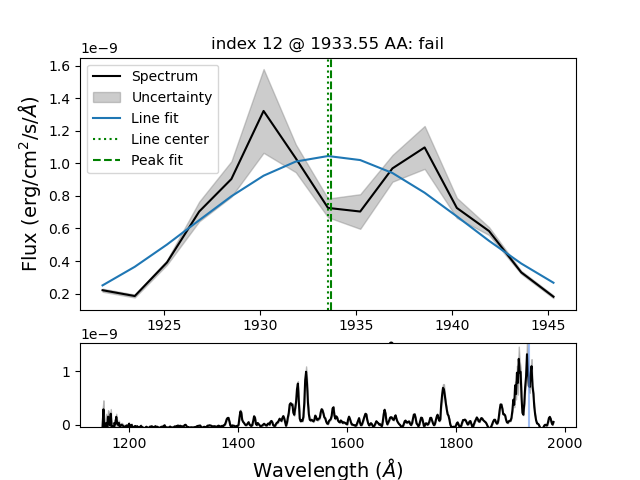 index 12 @ 1933.55 AA: fail
1e−9
Flux (erg/cm²/s/Å)
1.6
1.4
1.2
1.0
0.8
0.6
0.4
0.2
Spectrum
Uncertainty
Line fit
Line center
Peak fit
1925 1930 1935 1940 1945
1e−9
1
0
1200 1400 1600 1800 2000
Wavelength (Å)